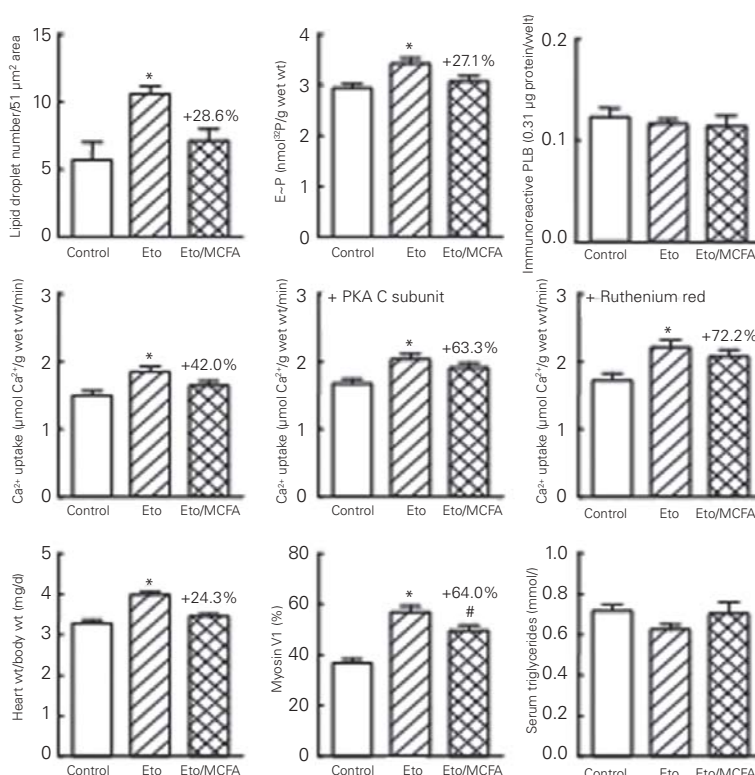 Lipid droplet number/51 µm² area
15
10
5
0
*
+28.6%
Control Eto Eto/MCFA
E~P (nmol³²P/g wet wt)
4
3
2
1
0
*
+27.1%
Control Eto Eto/MCFA
Immunoreactive PLB (0.31 µg protein/welt)
0.2
0.1
0.0
Control Eto Eto/MCFA
Ca²⁺ uptake (µmol Ca²⁺/g wet wt/min)
3
2
1
0
*
+42.0%
Control Eto Eto/MCFA
Ca²⁺ uptake (µmol Ca²⁺/g wet wt/min)
3
2
1
0
+ PKA C subunit
*
+63.3%
Control Eto Eto/MCFA
Ca²⁺ uptake (µmol Ca²⁺/g wet wt/min)
3
2
1
0
+ Ruthenium red
*
+72.2%
Control Eto Eto/MCFA
Heart wt/body wt (mg/d)
5
4
3
2
1
0
*
+24.3%
Control Eto Eto/MCFA
Myosin V1 (%)
80
60
40
20
0
*
+64.0%
#
Control Eto Eto/MCFA
Serum triglycerides (mmol/)
1.0
0.8
0.6
0.4
0.2
0.0
Control Eto Eto/MCFA